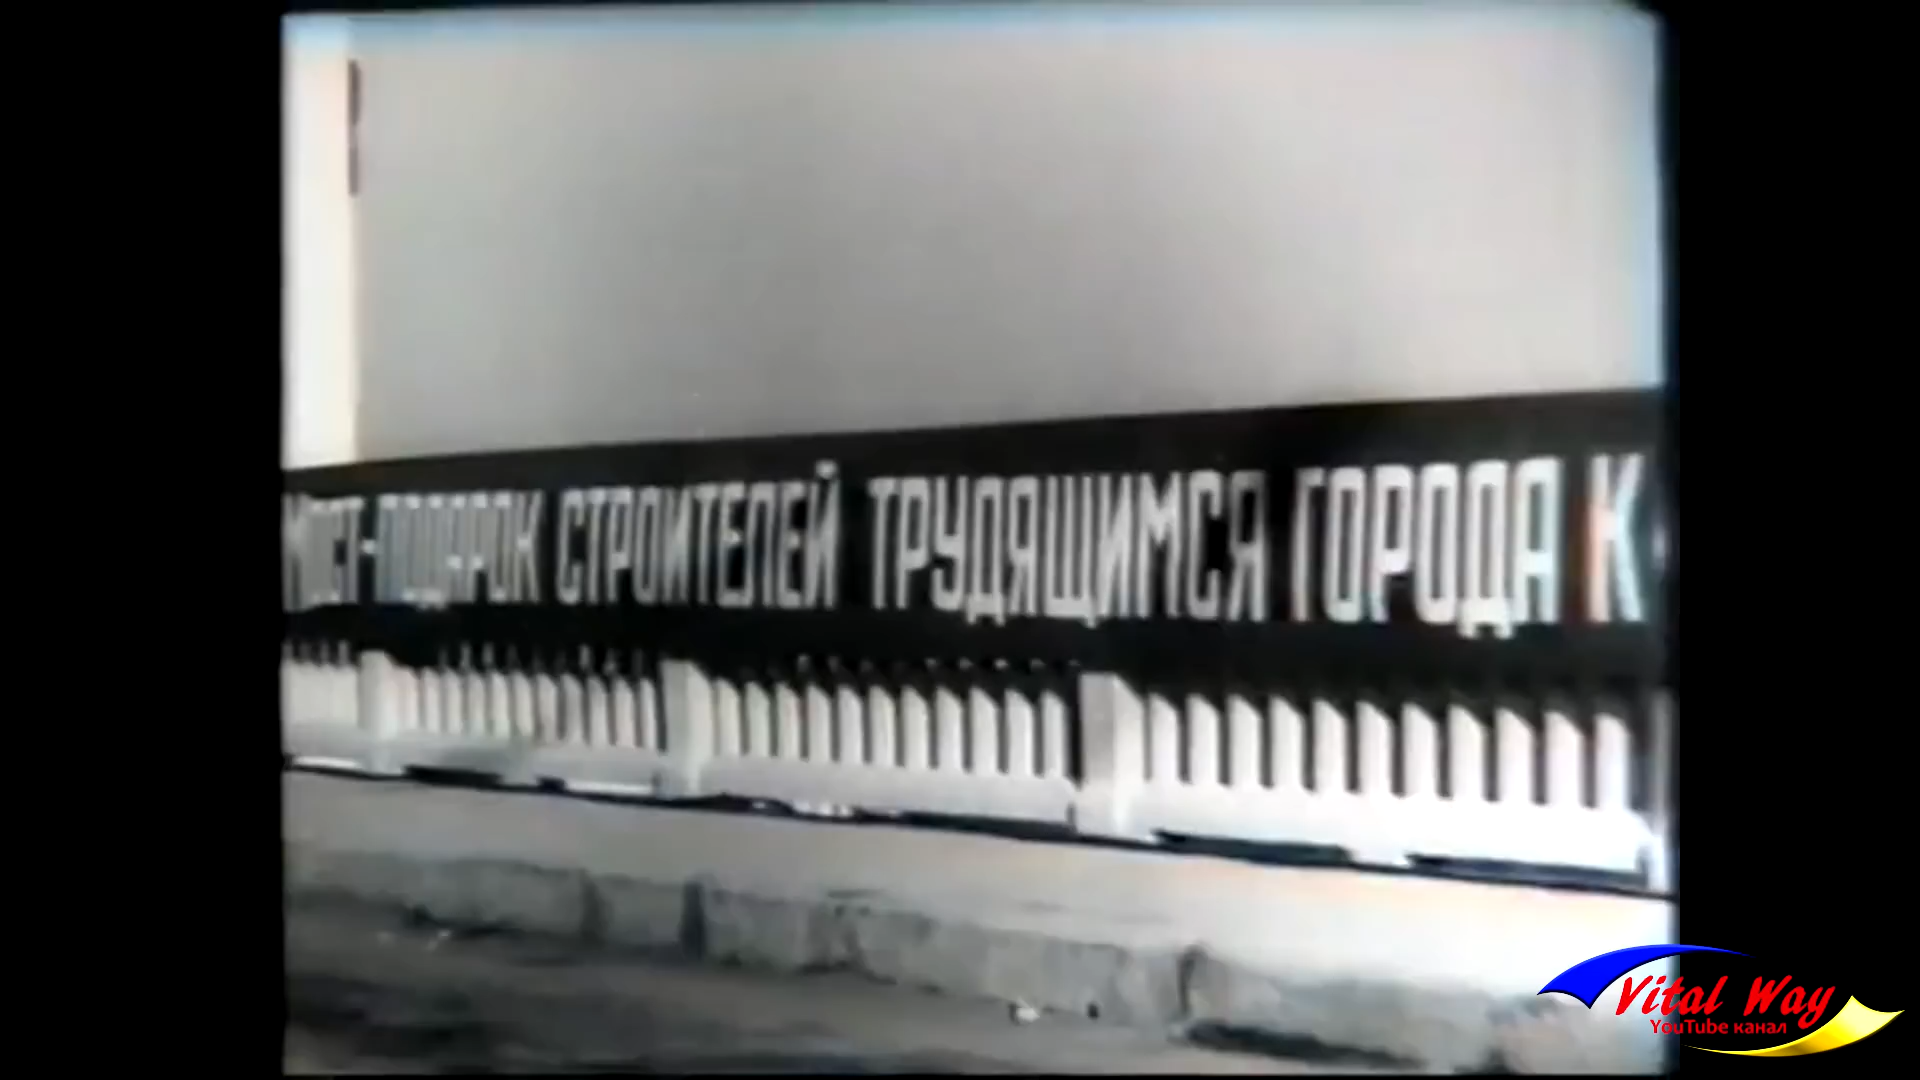 МОСТ-ПОДАРОК СТРОИТЕЛЕЙ ТРУДЯЩИМСЯ ГОРОДА К
Vital Way
YouTube канал